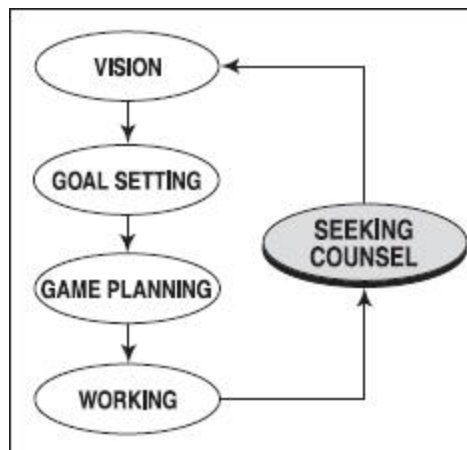 VISION
GOAL SETTING
GAME PLANNING
WORKING
SEEKING
COUNSEL